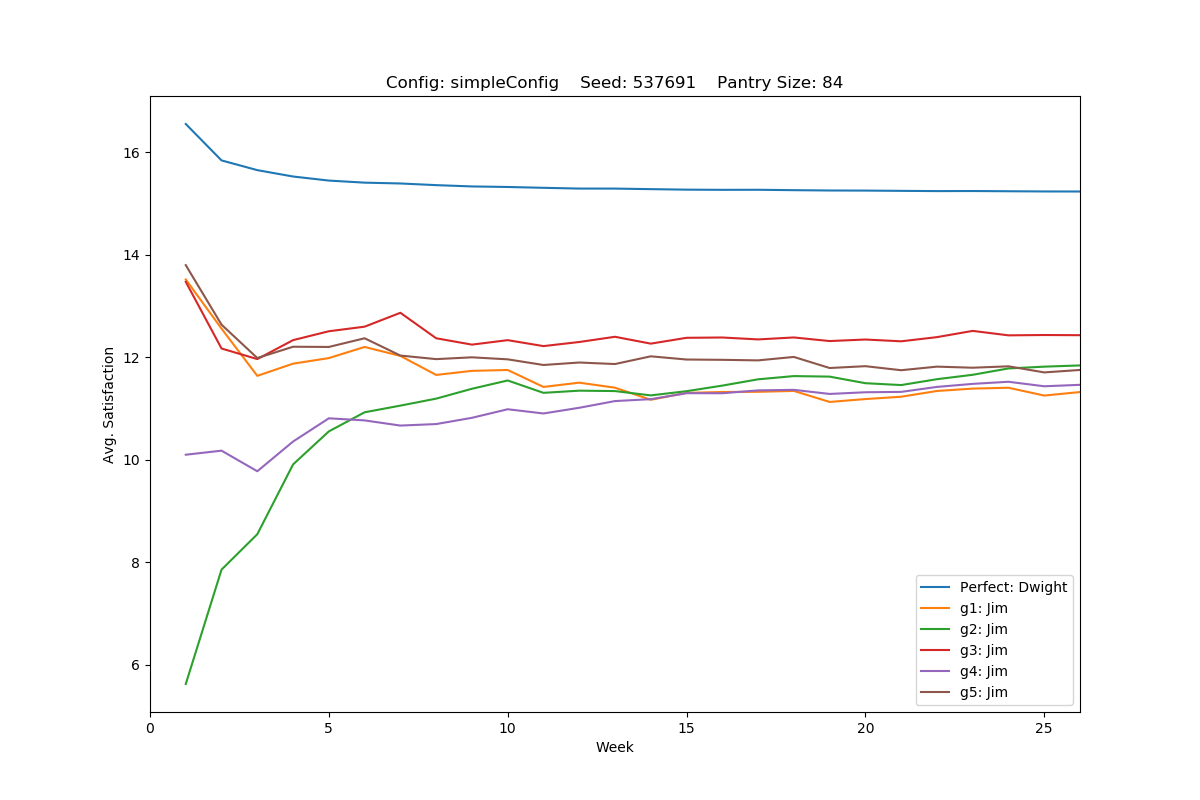 Config: simpleConfig    Seed: 537691    Pantry Size: 84
Avg. Satisfaction
16
14
12
10
8
6
0 5 10 15 20 25
Week
Perfect: Dwight
g1: Jim
g2: Jim
g3: Jim
g4: Jim
g5: Jim